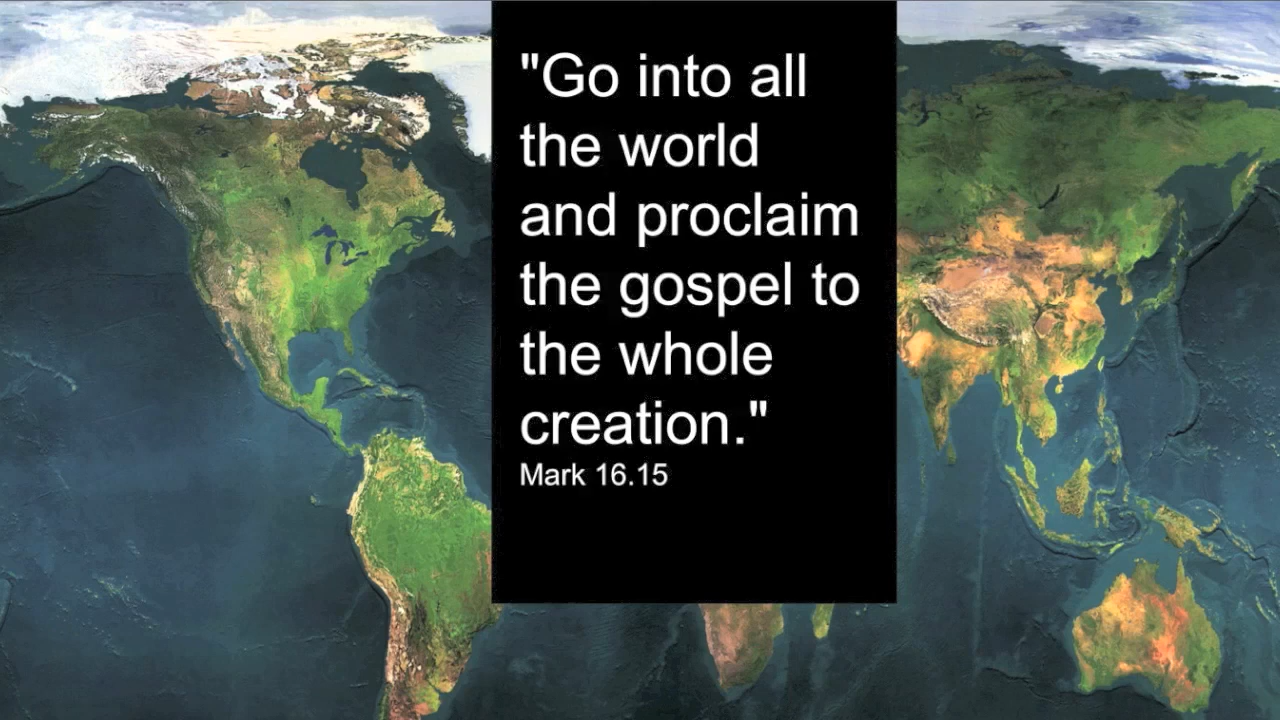 "Go into all
the world
and proclaim
the gospel to
the whole
creation."
Mark 16.15